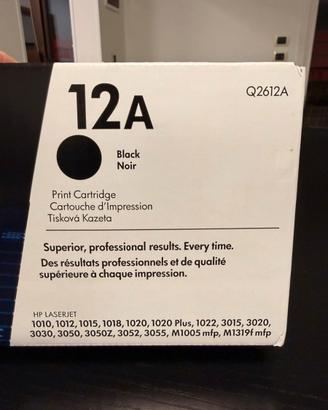 12A
Q2612A
Black
Noir
Print Cartridge
Cartouche d'Impression
Tisková Kazeta
Superior, professional results. Every time.
Des résultats professionnels et de qualité
supérieure à chaque impression.
HP LASERJET
1010, 1012, 1015, 1018, 1020, 1020 Plus, 1022, 3015, 3020,
3030, 3050, 3050Z, 3052, 3055, M1005 mfp, M1319f mfp